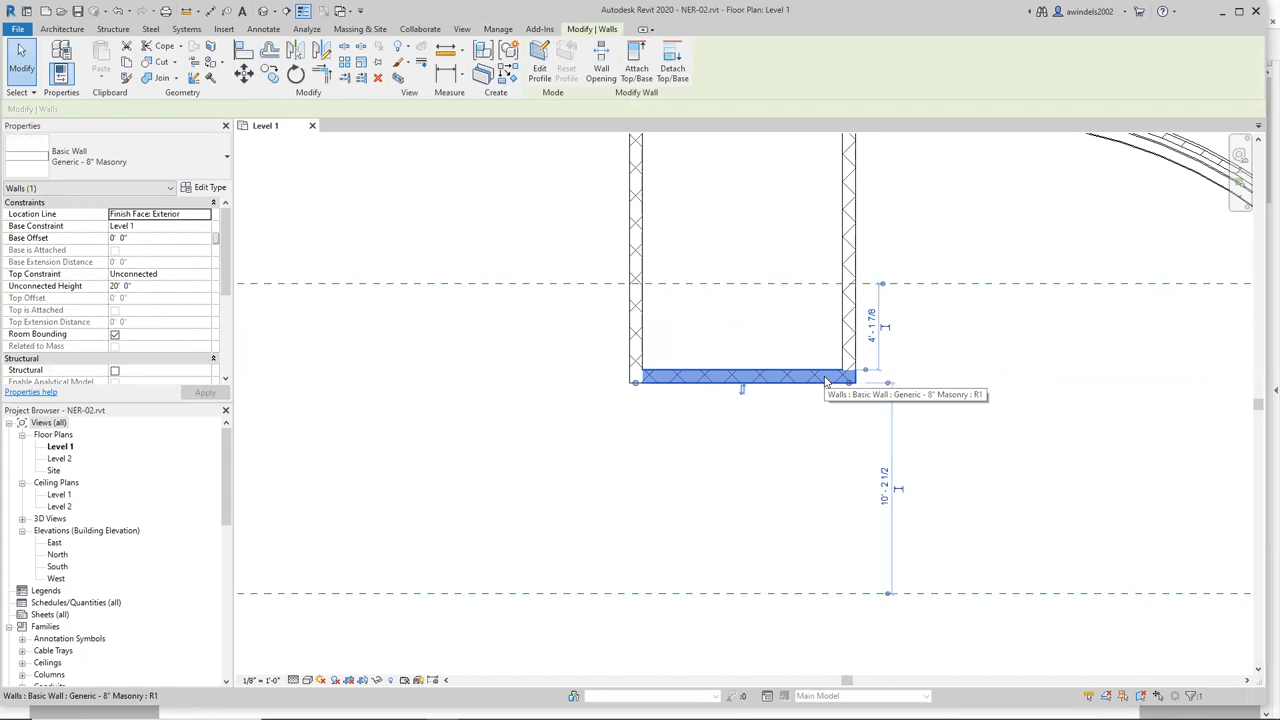 Autodesk Revit 2020 - NER-02.rvt - Floor Plan: Level 1
awindels2002
File Architecture Structure Steel Systems Insert Annotate Analyze Massing & Site Collaborate View Manage Add-Ins Modify | Walls
Modify
Properties
Paste
Cope
Cut
Join
Edit Profile
Reset Profile
Wall Opening
Attach Top/Base
Detach Top/Base
Select Properties Clipboard Geometry Modify View Measure Create Mode Modify Wall
Modify | Walls
Properties
Level 1
Basic Wall
Generic - 8" Masonry
Walls (1) Edit Type
Constraints
Location Line Finish Face: Exterior
Base Constraint Level 1
Base Offset 0' 0"
Base is Attached
Base Extension Distance 0' 0"
Top Constraint Unconnected
Unconnected Height 20' 0"
Top Offset 0' 0"
Top is Attached
Top Extension Distance 0' 0"
Room Bounding
Related to Mass
Structural
Structural
Enable Analytical Model
Properties help Apply
4' - 1 7/8
Walls : Basic Wall : Generic - 8" Masonry : R1
10' - 2 1/2
Project Browser - NER-02.rvt
Views (all)
Floor Plans
Level 1
Level 2
Site
Ceiling Plans
Level 1
Level 2
3D Views
Elevations (Building Elevation)
East
North
South
West
Legends
Schedules/Quantities (all)
Sheets (all)
Families
Annotation Symbols
Cable Trays
Ceilings
Columns
1/8" = 1'-0"
Walls : Basic Wall : Generic - 8" Masonry : R1
:0
Main Model
:1